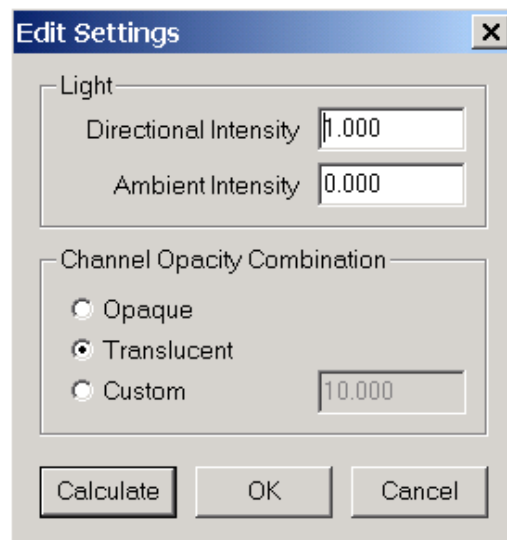 Edit Settings
Light
Directional Intensity 1.000
Ambient Intensity 0.000
Channel Opacity Combination
Opaque
Translucent
Custom 10.000
Calculate OK Cancel